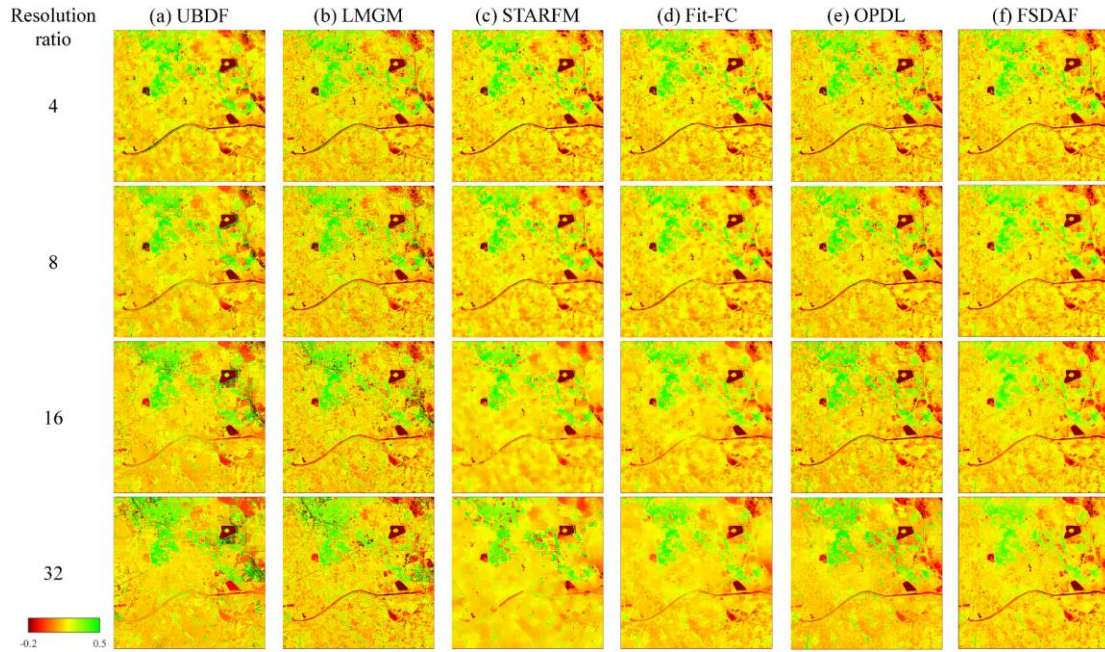 Resolution ratio
(a) UBDF
(b) LMGM
(c) STARFM
(d) Fit-FC
(e) OPDL
(f) FSDAF
4
8
16
32
-0.2
0.5